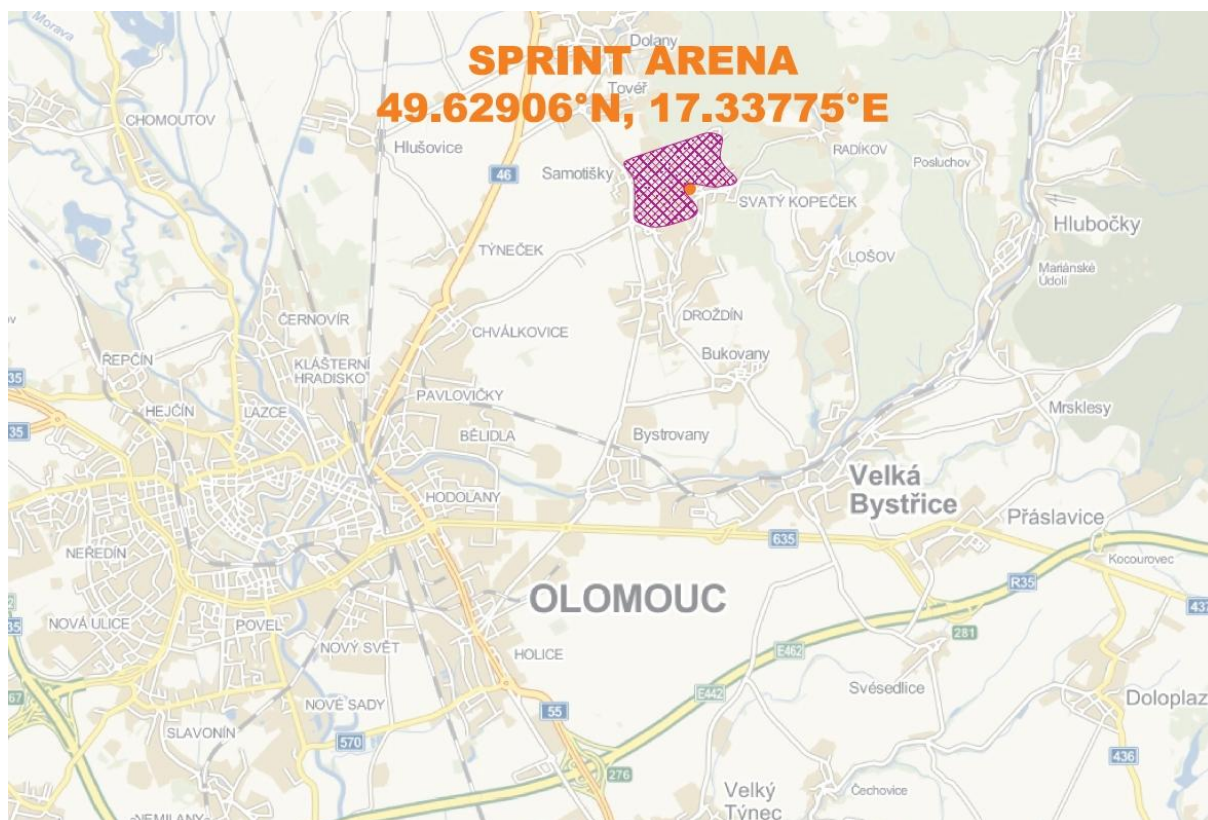 Morava
Dolany
SPRINT ARENA
Tovéř
49.62906°N, 17.33775°E
CHOMOUTOV
Hlušovice
RADÍKOV
Posluchov
46
Samotišky
SVATÝ KOPEČEK
Hlubočky
TÝNEČEK
LOŠOV
Mariánské
Údolí
ČERNOVÍR
DROŽDÍN
CHVÁLKOVICE
ŘEPČÍN
KLÁŠTERNÍ
HRADISKO
Bukovany
35
PAVLOVIČKY
HEJČÍN
LAZCE
Mrsklesy
35
BĚLIDLA
Bystrovany
Velká
Bystřice
HODOLANY
Přáslavice
635
NEŘEDÍN
Kocourovec
R35
OLOMOUC
437
NOVÁ ULICE
POVEL
281
NOVÝ SVĚT
HOLICE
E462
Svésedlice
E442
Doloplaz
NOVÉ SADY
55
SLAVONÍN
570
436
276
Velký
Týnec
Čechovice
NEMILANY